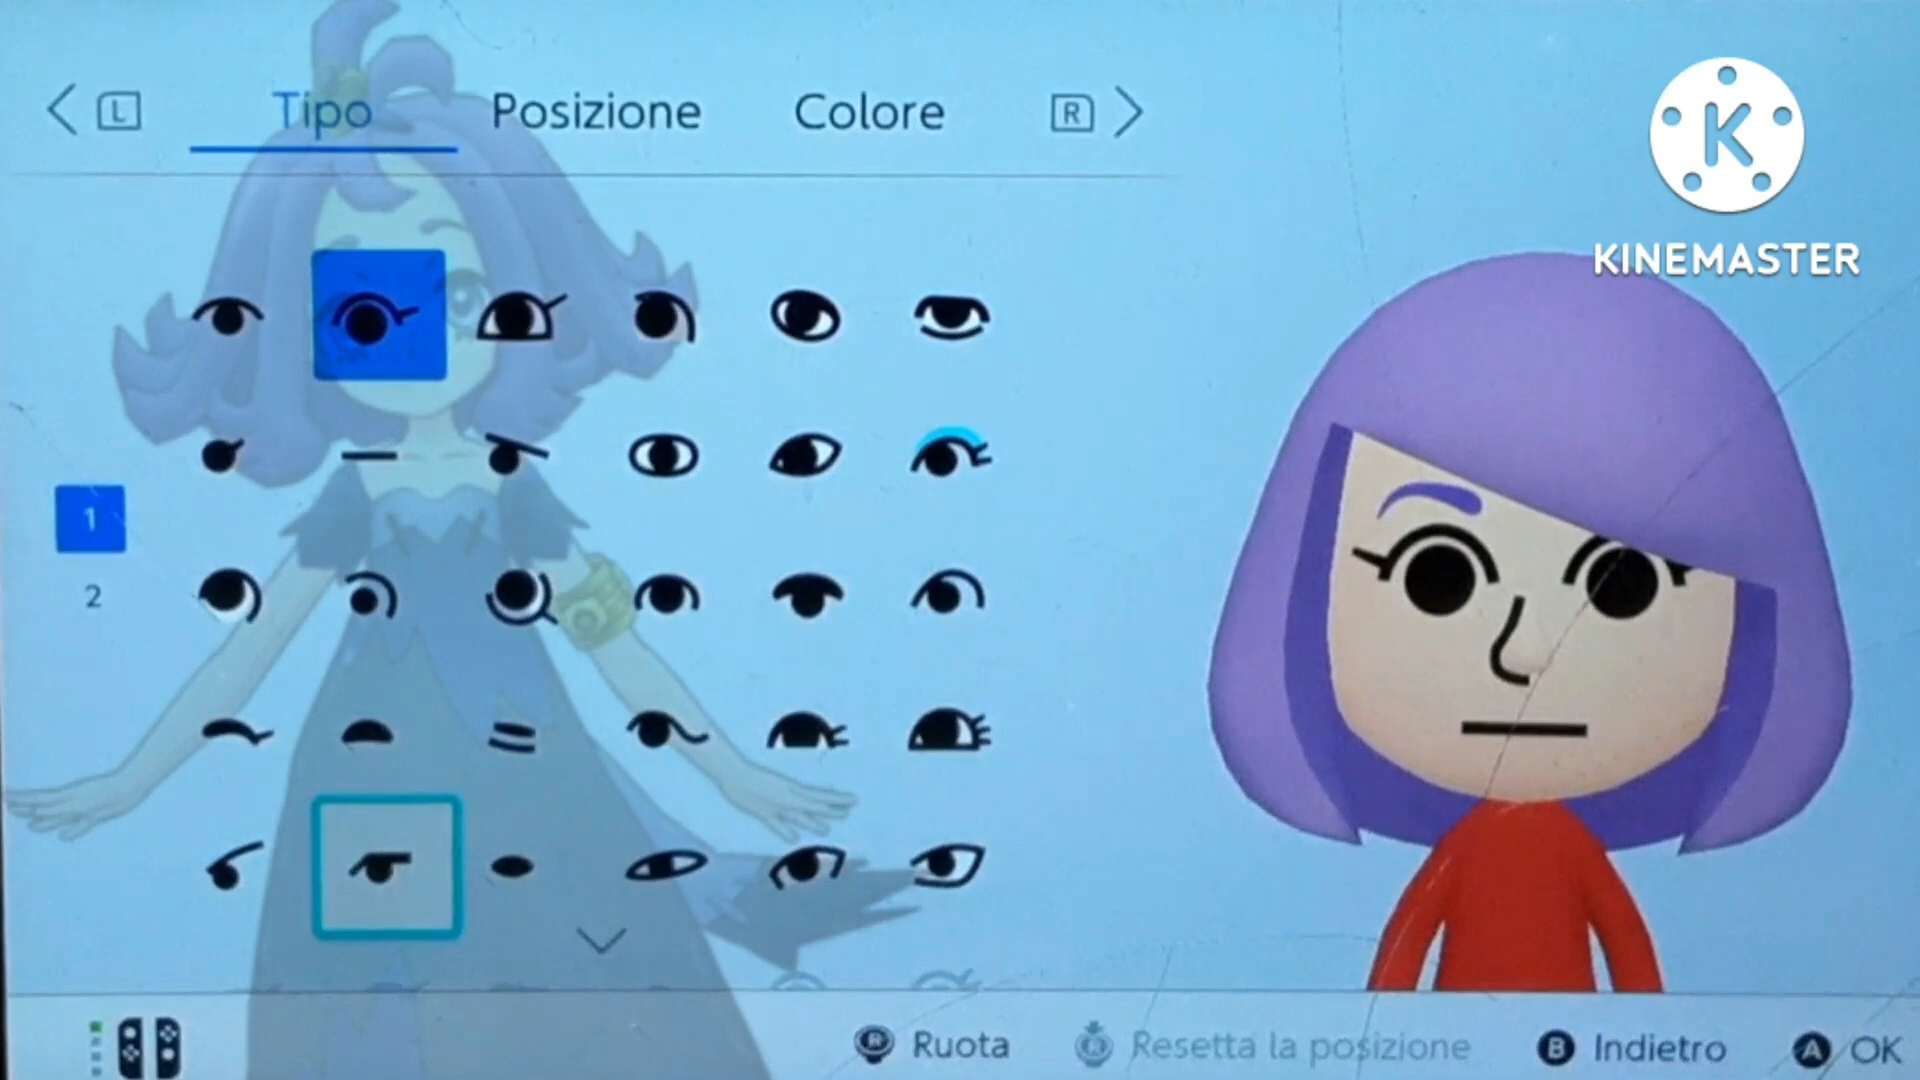 L Tipo Posizione Colore R
K
KINEMASTER
1
2
R Ruota Resetta la posizione B Indietro A OK